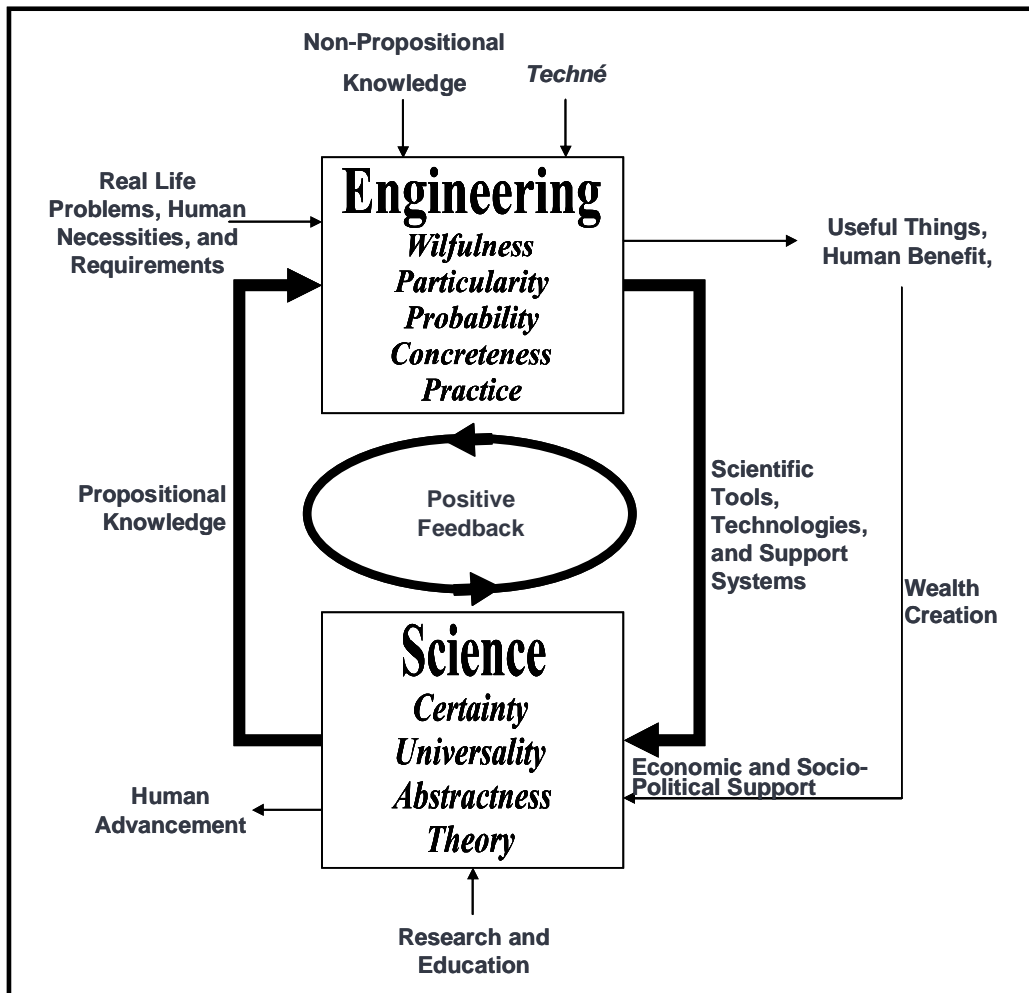 Non-Propositional
Knowledge
Techné
Real Life
Problems, Human
Necessities, and
Requirements
Engineering
Wilfulness
Particularity
Probability
Concreteness
Practice
Useful Things,
Human Benefit,
Propositional
Knowledge
Positive
Feedback
Scientific
Tools,
Technologies,
and Support
Systems
Wealth
Creation
Science
Certainty
Universality
Abstractness
Theory
Economic and Socio-
Political Support
Human
Advancement
Research and
Education